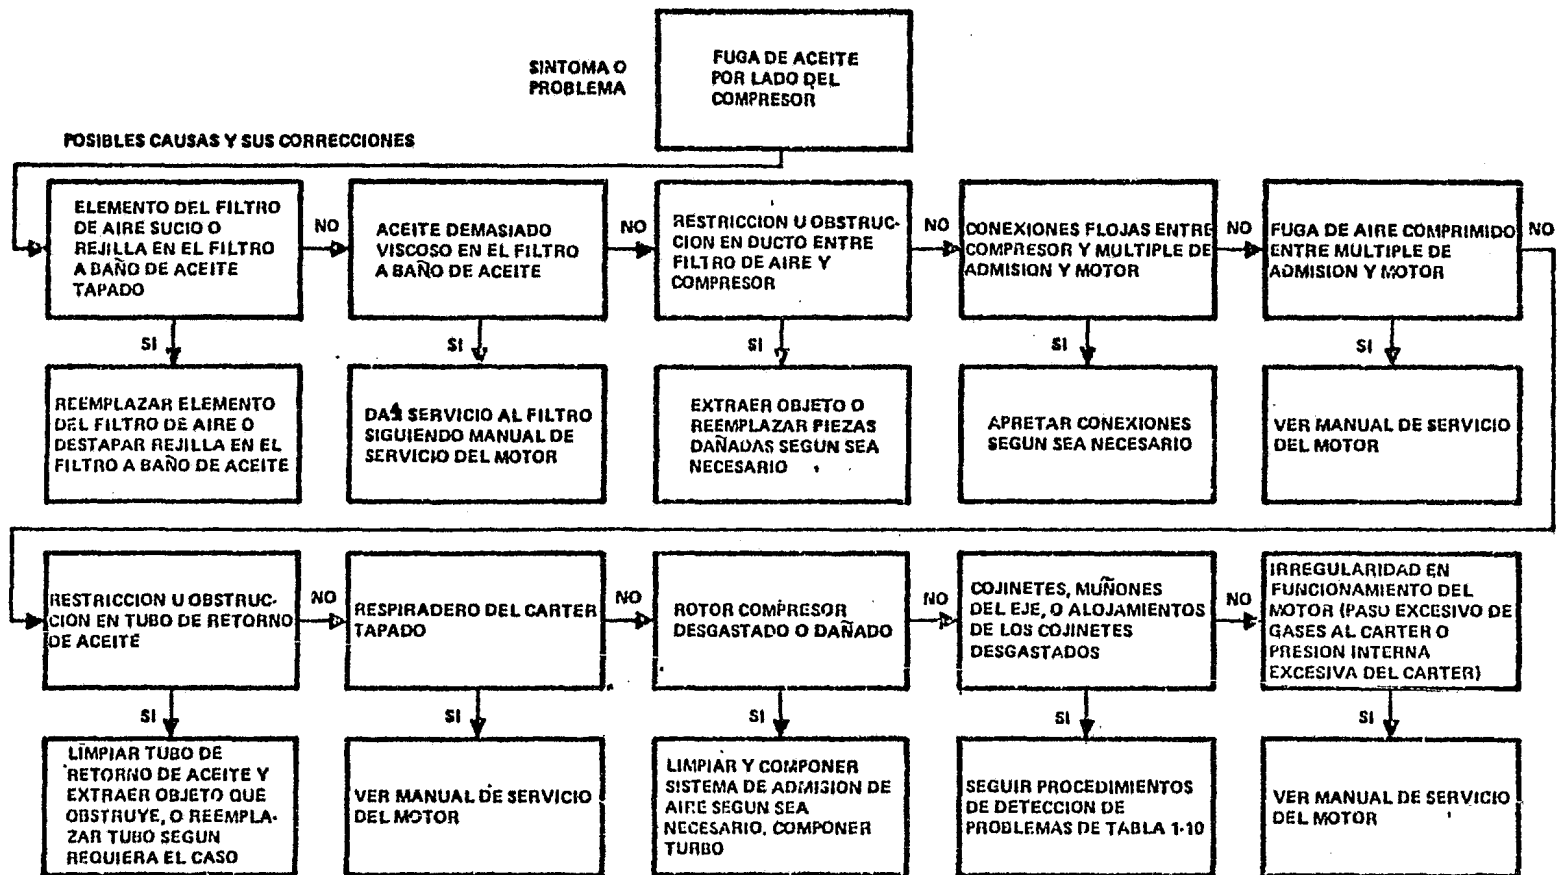 SINTOMA O
PROBLEMA
FUGA DE ACEITE
POR LADO DEL
COMPRESOR
POSIBLES CAUSAS Y SUS CORRECCIONES
ELEMENTO DEL FILTRO
DE AIRE SUCIO O
REJILLA EN EL FILTRO
A BAÑO DE ACEITE
TAPADO
NO
ACEITE DEMASIADO
VISCOSO EN EL FILTRO
A BAÑO DE ACEITE
NO
RESTRICCION U OBSTRUC-
CION EN DUCTO ENTRE
FILTRO DE AIRE Y
COMPRESOR
NO
CONEXIONES FLOJAS ENTRE
COMPRESOR Y MULTIPLE DE
ADMISION Y MOTOR
NO
FUGA DE AIRE COMPRIMIDO
ENTRE MULTIPLE DE
ADMISION Y MOTOR
NO
SI
SI
SI
SI
SI
REEMPLAZAR ELEMENTO
DEL FILTRO DE AIRE O
DESTAPAR REJILLA EN EL
FILTRO A BAÑO DE ACEITE
DAR SERVICIO AL FILTRO
SIGUIENDO MANUAL DE
SERVICIO DEL MOTOR
EXTRAER OBJETO O
REEMPLAZAR PIEZAS
DAÑADAS SEGUN SEA
NECESARIO
APRETAR CONEXIONES
SEGUN SEA NECESARIO
VER MANUAL DE SERVICIO
DEL MOTOR
RESTRICCION U OBSTRUC-
CION EN TUBO DE RETORNO
DE ACEITE
NO
RESPIRADERO DEL CARTER
TAPADO
NO
ROTOR COMPRESOR
DESGASTADO O DAÑADO
NO
COJINETES, MUÑONES
DEL EJE, O ALOJAMIENTOS
DE LOS COJINETES
DESGASTADOS
NO
IRREGULARIDAD EN
FUNCIONAMIENTO DEL
MOTOR (PASO EXCESIVO DE
GASES AL CARTER O
PRESION INTERNA
EXCESIVA DEL CARTER)
SI
SI
SI
SI
SI
LIMPIAR TUBO DE
RETORNO DE ACEITE Y
EXTRAER OBJETO QUE
OBSTRUYE, O REEMPLA-
ZAR TUBO SEGUN
REQUIERA EL CASO
VER MANUAL DE SERVICIO
DEL MOTOR
LIMPIAR Y COMPONER
SISTEMA DE ADMISION DE
AIRE SEGUN SEA
NECESARIO, COMPONER
TURBO
SEGUIR PROCEDIMIENTOS
DE DETECCION DE
PROBLEMAS DE TABLA 1-10
VER MANUAL DE SERVICIO
DEL MOTOR